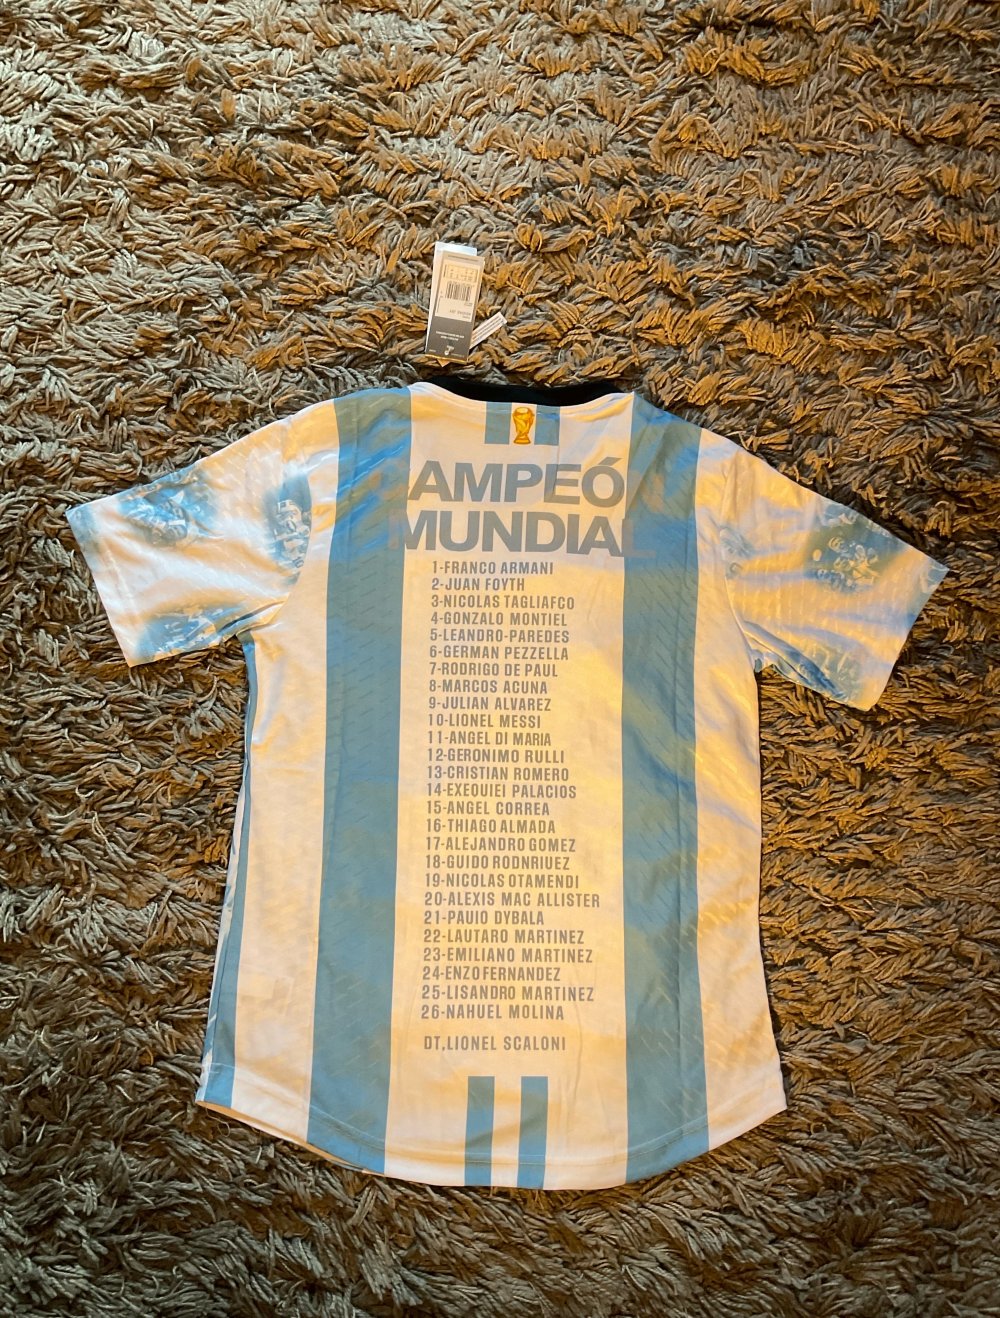 CAMPEÓN
MUNDIAL
1-FRANCO ARMANI
2-JUAN FOYTH
3-NICOLAS TAGLIAFCO
4-GONZALO MONTIEL
5-LEANDRO-PAREDES
6-GERMAN PEZZELLA
7-RODRIGO DE PAUL
8-MARCOS ACUNA
9-JULIAN ALVAREZ
10-LIONEL MESSI
11-ANGEL DI MARIA
12-GERONIMO RULLI
13-CRISTIAN ROMERO
14-EXEQUIEI PALACIOS
15-ANGEL CORREA
16-THIAGO ALMADA
17-ALEJANDRO GOMEZ
18-GUIDO RODNRIUEZ
19-NICOLAS OTAMENDI
20-ALEXIS MAC ALLISTER
21-PAUIO DYBALA
22-LAUTARO MARTINEZ
23-EMILIANO MARTINEZ
24-ENZO FERNANDEZ
25-LISANDRO MARTINEZ
26-NAHUEL MOLINA
DT,LIONEL SCALONI